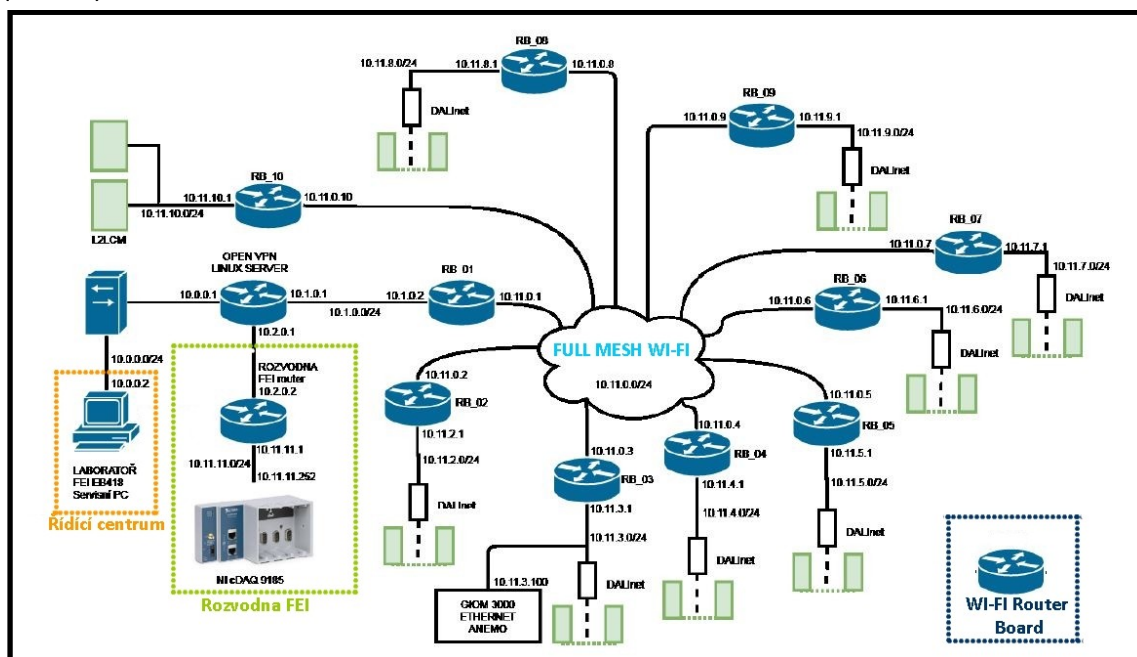 RB_08
10.11.8.0/24
10.11.8.1
10.11.0.8
DALInet
RB_09
10.11.0.9
10.11.9.1
10.11.9.0/24
DALInet
RB_10
10.11.10.1
10.11.0.10
10.11.10.0/24
L2LCM
RB_07
10.11.0.7
10.11.7.1
10.11.7.0/24
DALInet
OPEN VPN
LINUX SERVER
RB_01
10.0.0.1
10.1.0.1
10.1.0.2
10.11.0.1
10.1.0.0/24
10.2.0.1
RB_06
10.11.0.6
10.11.6.1
10.11.6.0/24
DALInet
FULL MESH WI-FI
10.11.0.0/24
10.0.0.0/24
10.0.0.2
LABORATOŘ
FEI EB418
Servisní PC
Řídící centrum
ROZVODNA
FEI router
10.2.0.2
10.11.11.1
10.11.11.0/24
10.11.11.252
NI cDAQ 9185
Rozvodna FEI
10.11.0.2
RB_02
10.11.2.1
10.11.2.0/24
DALInet
10.11.0.3
RB_03
10.11.3.1
10.11.3.0/24
10.11.3.100
DALInet
GIOM 3000
ETHERNET
ANEMO
10.11.0.4
RB_04
10.11.4.1
10.11.4.0/24
DALInet
10.11.0.5
RB_05
10.11.5.1
10.11.5.0/24
DALInet
WI-FI Router
Board